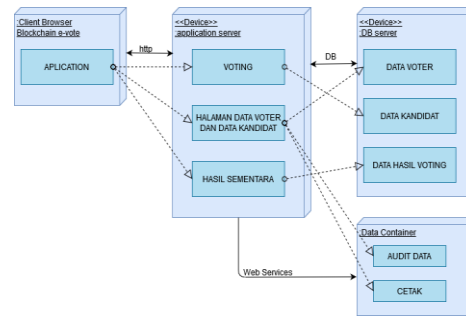 :Client Browser
Blockchain e-vote
APLICATION
http
<<Device>>
:application server
VOTING
HALAMAN DATA VOTER
DAN DATA KANDIDAT
HASIL SEMENTARA
DB
<<Device>>
:DB server
DATA VOTER
DATA KANDIDAT
DATA HASIL VOTING
Web Services
:Data Container
AUDIT DATA
CETAK